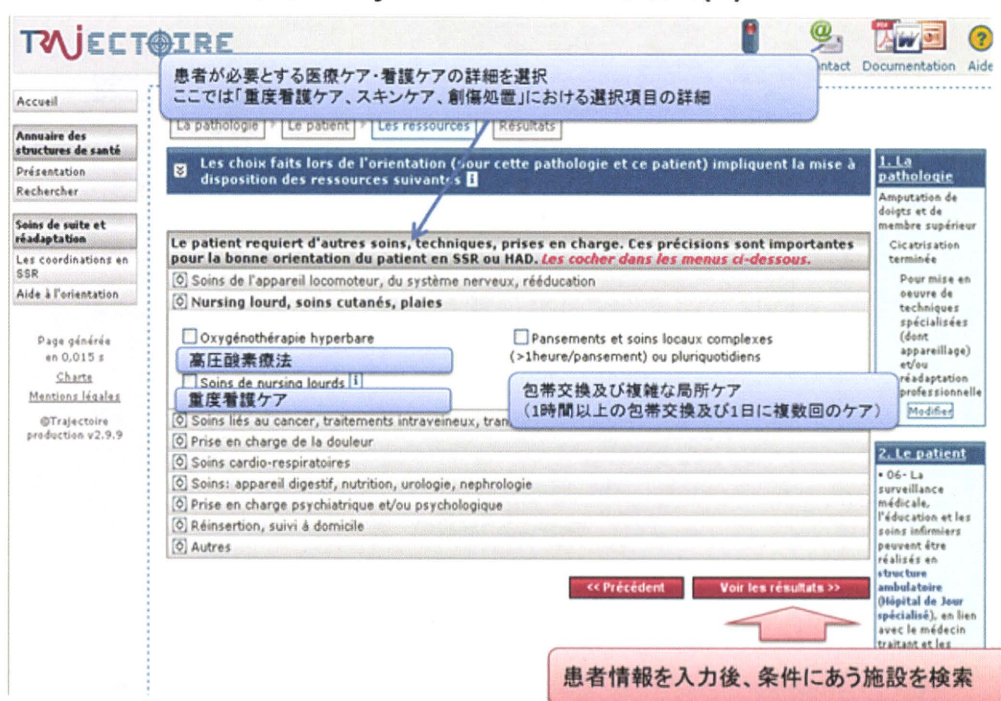 TRAJECTOIRE
Documentation
Aide
患者が必要とする医療ケア・看護ケアの詳細を選択
ここでは「重度看護ケア、スキンケア、創傷処置」における選択項目の詳細
Accueil
Annuaire des
structures de santé
Présentation
Rechercher
Soins de suite et
réadaptation
Les coordinations en
SSR
Aide à l'orientation
Page générée
en 0,015 s
Charte
Mentions légales
@Trajectoire
production v2.9.9
La pathologie
Le patient
Les ressources
Résultats
Les choix faits lors de l'orientation (pour cette pathologie et ce patient) impliquent la mise à
disposition des ressources suivantes i
Le patient requiert d'autres soins, techniques, prises en charge. Ces précisions sont importantes
pour la bonne orientation du patient en SSR ou HAD. Les cocher dans les menus ci-dessous.
Soins de l'appareil locomoteur, du système nerveux, rééducation
Nursing lourd, soins cutanés, plaies
Oxygénothérapie hyperbare
Pansements et soins locaux complexes
(>1heure/pansement) ou pluriquotidiens
高圧酸素療法
Soins de nursing lourds i
重度看護ケア
包帯交換及び複雑な局所ケア
(1時間以上の包帯交換及び1日に複数回のケア)
Soins liés au cancer, traitements intraveineux,
Prise en charge de la douleur
Soins cardio-respiratoires
Soins: appareil digestif, nutrition, urologie, nephrologie
Prise en charge psychiatrique et/ou psychologique
Réinsertion, suivi à domicile
Autres
<< Précédent
Voir les résultats >>
患者情報を入力後、条件にあう施設を検索
1. La
pathologie
Amputation de
doigts et de
membre supérieur
Cicatrisation
terminée
Pour mise en
oeuvre de
techniques
spécialisées
(dont
appareillage)
et/ou
réadaptation
professionnelle
Modifier
2. Le patient
• 06- La
surveillance
médicale,
l'éducation et les
soins infirmiers
peuvent être
réalisés en
structure
ambulatoire
(Hôpital de Jour
spécialisé), en lien
avec le médecin
traitant et les